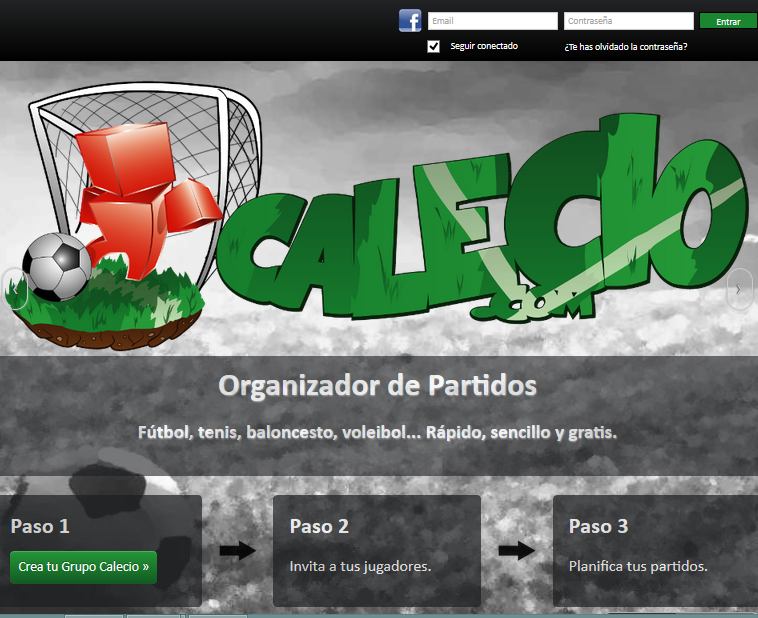 Email
Contraseña
Entrar
Seguir conectado
¿Te has olvidado la contraseña?
CALECIO
.COM
Organizador de Partidos
Fútbol, tenis, baloncesto, voleibol... Rápido, sencillo y gratis.
Paso 1
Crea tu Grupo Calecio »
Paso 2
Invita a tus jugadores.
Paso 3
Planifica tus partidos.